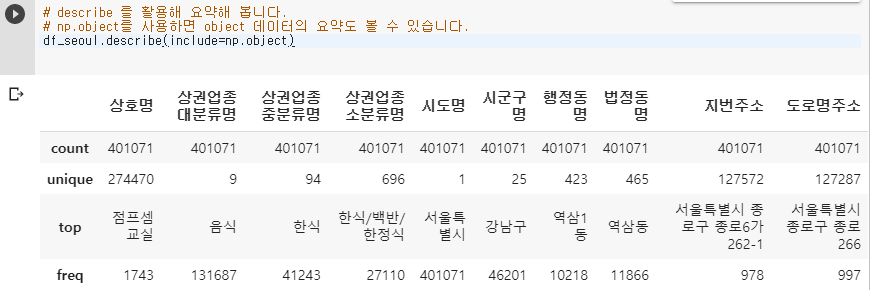 # describe 를 활용해 요약해 봅니다.
# np.object를 사용하면 object 데이터의 요약도 볼 수 있습니다.
df_seoul.describe(include=np.object)
상호명 상권업종대분류명 상권업종중분류명 상권업종소분류명 시도명 시군구명 행정동명 법정동명 지번주소 도로명주소
count 401071 401071 401071 401071 401071 401071 401071 401071 401071 401071
unique 274470 9 94 696 1 25 423 465 127572 127287
top 점프셈교실 음식 한식 한식/백반/한정식 서울특별시 강남구 역삼1동 역삼동 서울특별시 종로구 종로6가 262-1 서울특별시 종로구 종로 266
freq 1743 131687 41243 27110 401071 46201 10218 11866 978 997